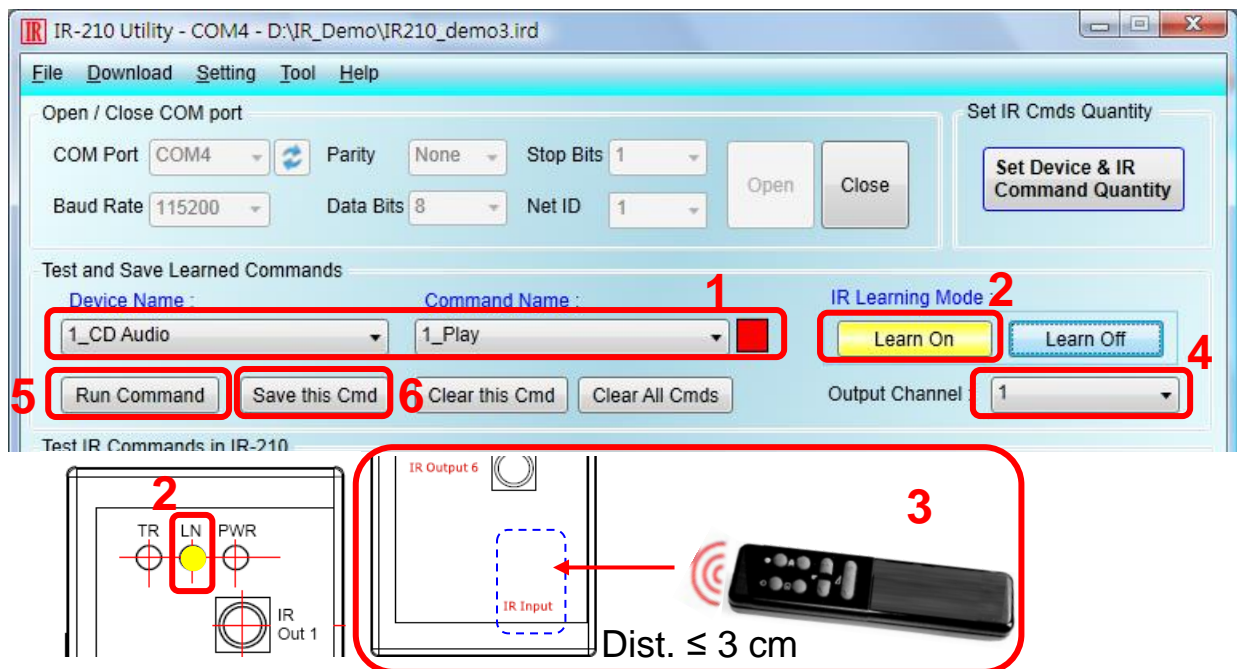 IR IR-210 Utility - COM4 - D:\IR_Demo\IR210_demo3.ird
File Download Setting Tool Help
Open / Close COM port
Set IR Cmds Quantity
COM Port COM4 Parity None Stop Bits 1
Open Close
Set Device & IR
Command Quantity
Baud Rate 115200 Data Bits 8 Net ID 1
Test and Save Learned Commands
Device Name : Command Name : 1 IR Learning Mode : 2
1_CD Audio 1_Play Learn On Learn Off
4
5 Run Command Save this Cmd 6 Clear this Cmd Clear All Cmds Output Channel : 1
Test IR Commands in IR-210
IR Output 6
2
3
TR LN PWR
IR
Out 1
IR Input
Dist. ≤ 3 cm